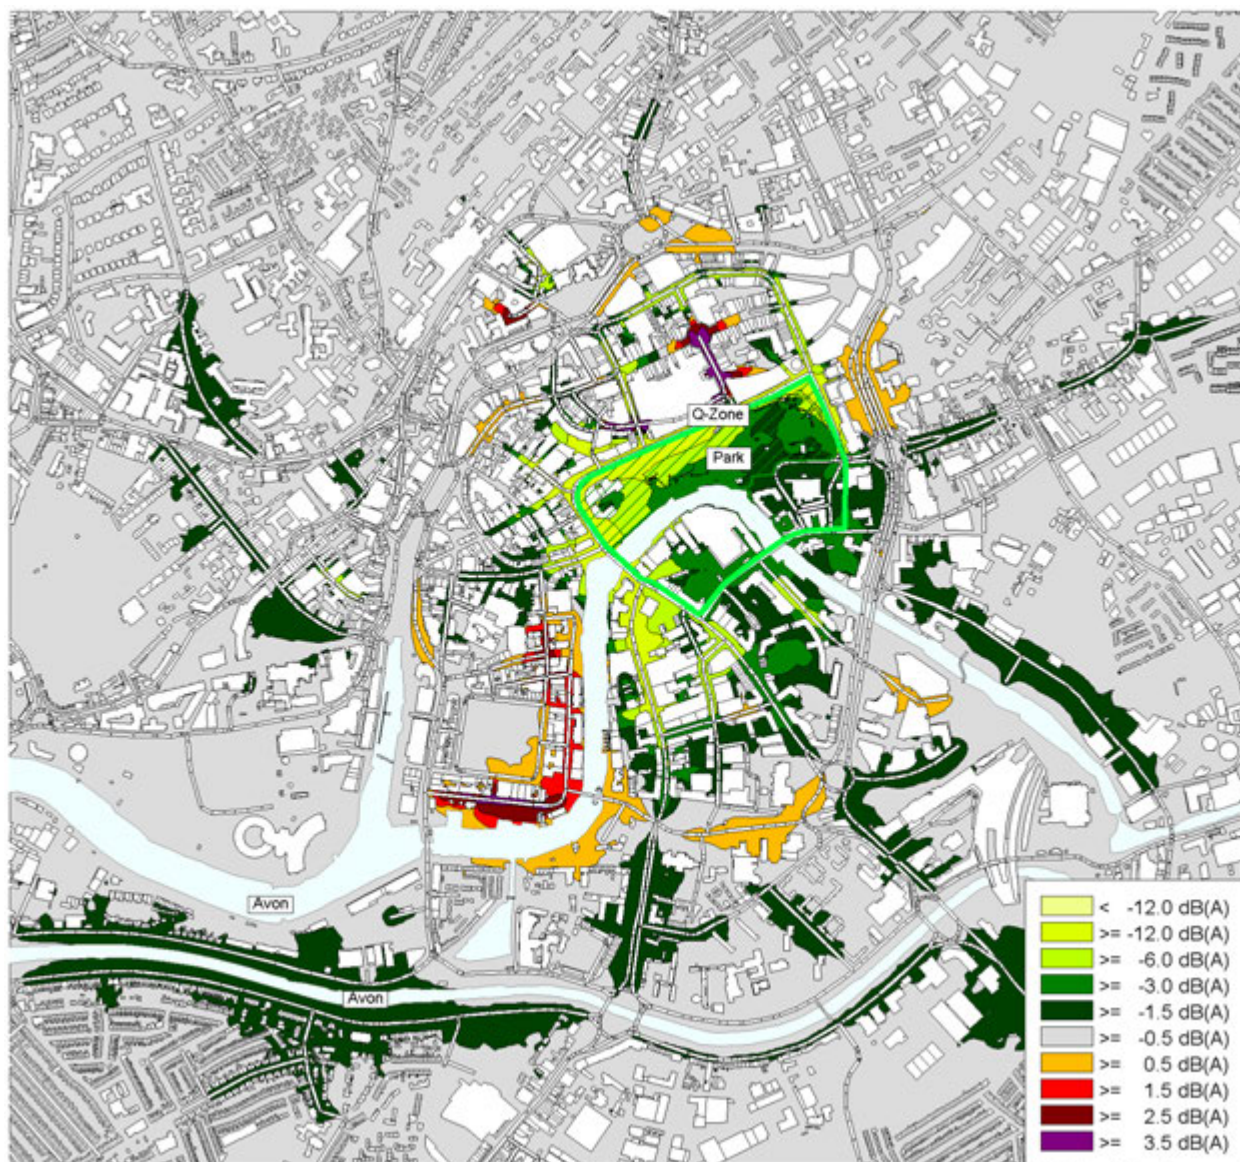 Q-Zone
Park
Avon
Avon
< -12.0 dB(A)
>= -12.0 dB(A)
>= -6.0 dB(A)
>= -3.0 dB(A)
>= -1.5 dB(A)
>= -0.5 dB(A)
>= 0.5 dB(A)
>= 1.5 dB(A)
>= 2.5 dB(A)
>= 3.5 dB(A)